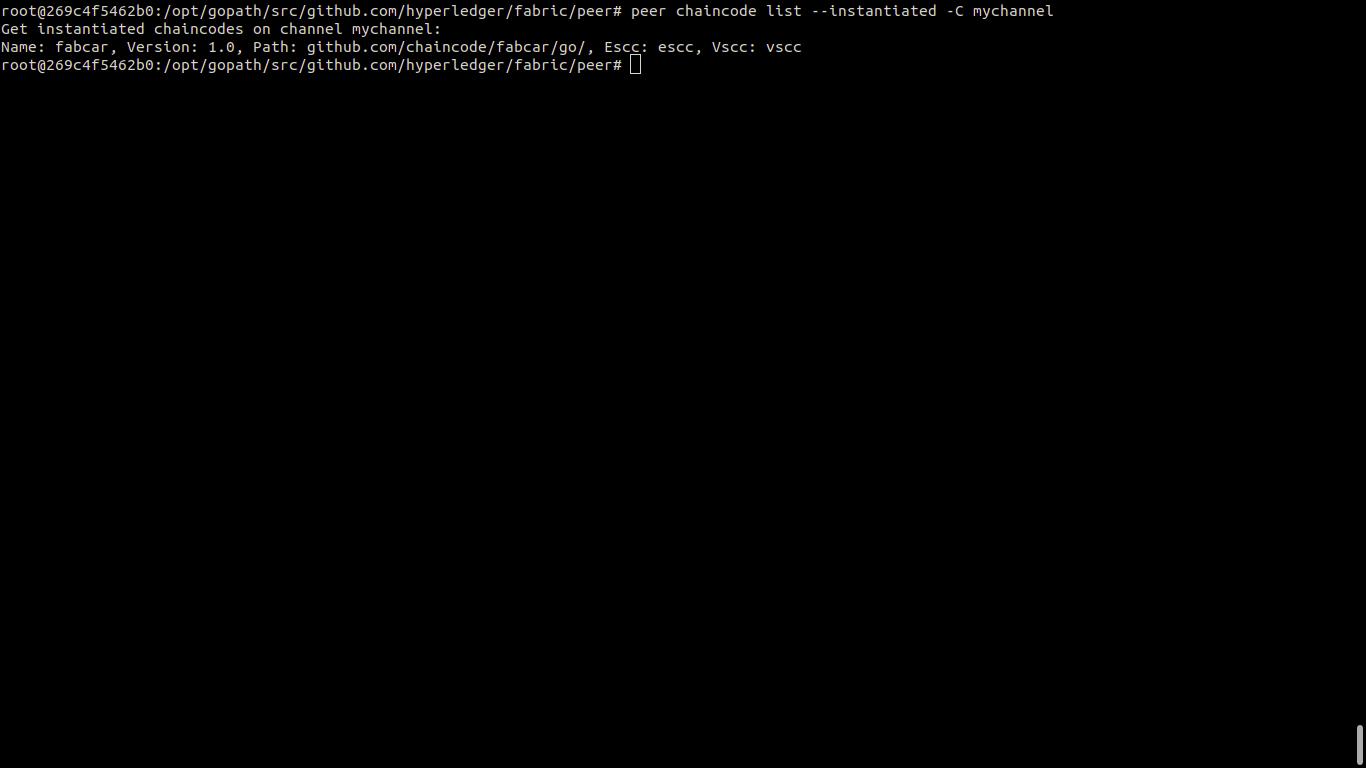 root@269c4f5462b0:/opt/gopath/src/github.com/hyperledger/fabric/peer# peer chaincode list --instantiated -C mychannel
Get instantiated chaincodes on channel mychannel:
Name: fabcar, Version: 1.0, Path: github.com/chaincode/fabcar/go/, Escc: escc, Vscc: vscc
root@269c4f5462b0:/opt/gopath/src/github.com/hyperledger/fabric/peer#